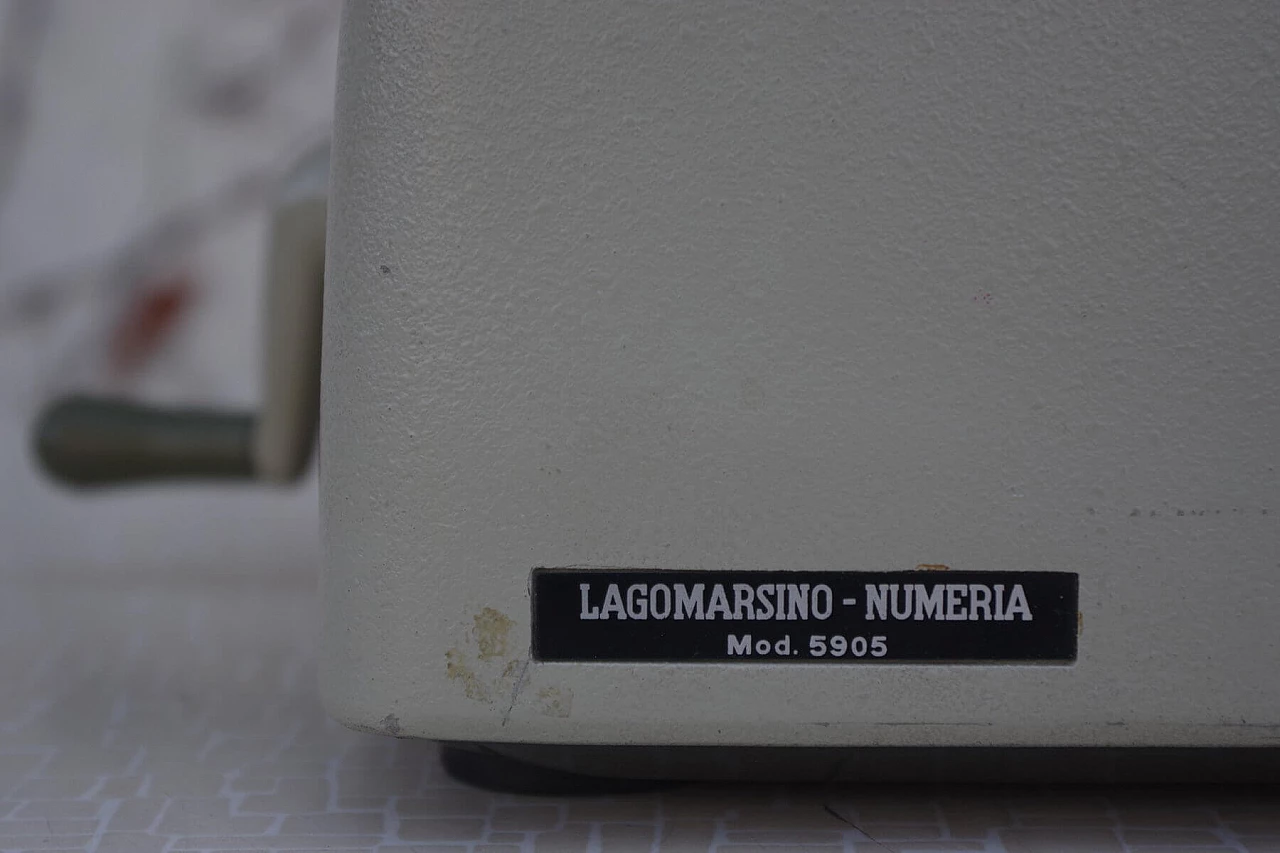 LAGOMARSINO - NUMERIA
Mod. 5905